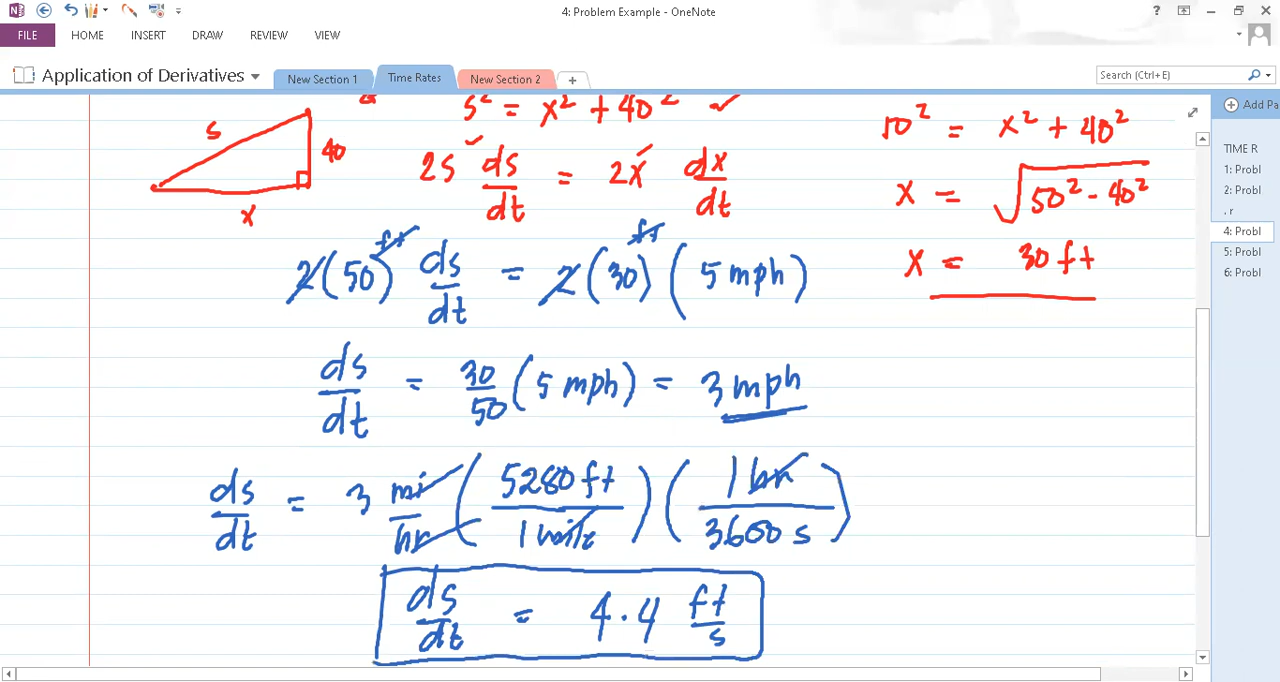 4: Problem Example - OneNote
FILE HOME INSERT DRAW REVIEW VIEW
Application of Derivatives
New Section 1 Time Rates New Section 2 +
Search (Ctrl+E)
Add Pa
TIME R
1: Probl
2: Probl
. r
4: Probl
5: Probl
6: Probl
s
40
x
s² = x² + 40²
2s ds/dt = 2x dx/dt
50² = x² + 40²
x = √50² - 40²
x = 30 ft
2(50) ft ds/dt = 2(30) ft (5 mph)
ds/dt = 30/50 (5 mph) = 3 mph
ds/dt = 3 mi/hr (5280 ft / 1 mile) (1 hr / 3600 s)
ds/dt = 4.4 ft/s